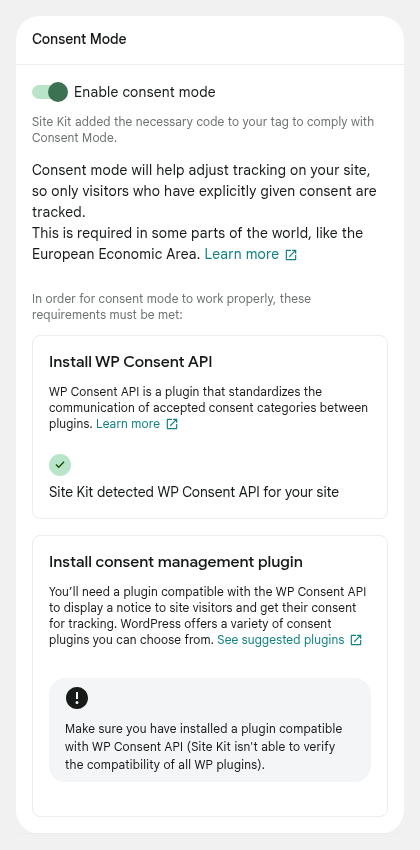 Consent Mode
Enable consent mode
Site Kit added the necessary code to your tag to comply with
Consent Mode.
Consent mode will help adjust tracking on your site,
so only visitors who have explicitly given consent are
tracked.
This is required in some parts of the world, like the
European Economic Area. Learn more
In order for consent mode to work properly, these
requirements must be met:
Install WP Consent API
WP Consent API is a plugin that standardizes the
communication of accepted consent categories between
plugins. Learn more
Site Kit detected WP Consent API for your site
Install consent management plugin
You’ll need a plugin compatible with the WP Consent API
to display a notice to site visitors and get their consent
for tracking. WordPress offers a variety of consent
plugins you can choose from. See suggested plugins
Make sure you have installed a plugin compatible
with WP Consent API (Site Kit isn't able to verify
the compatibility of all WP plugins).